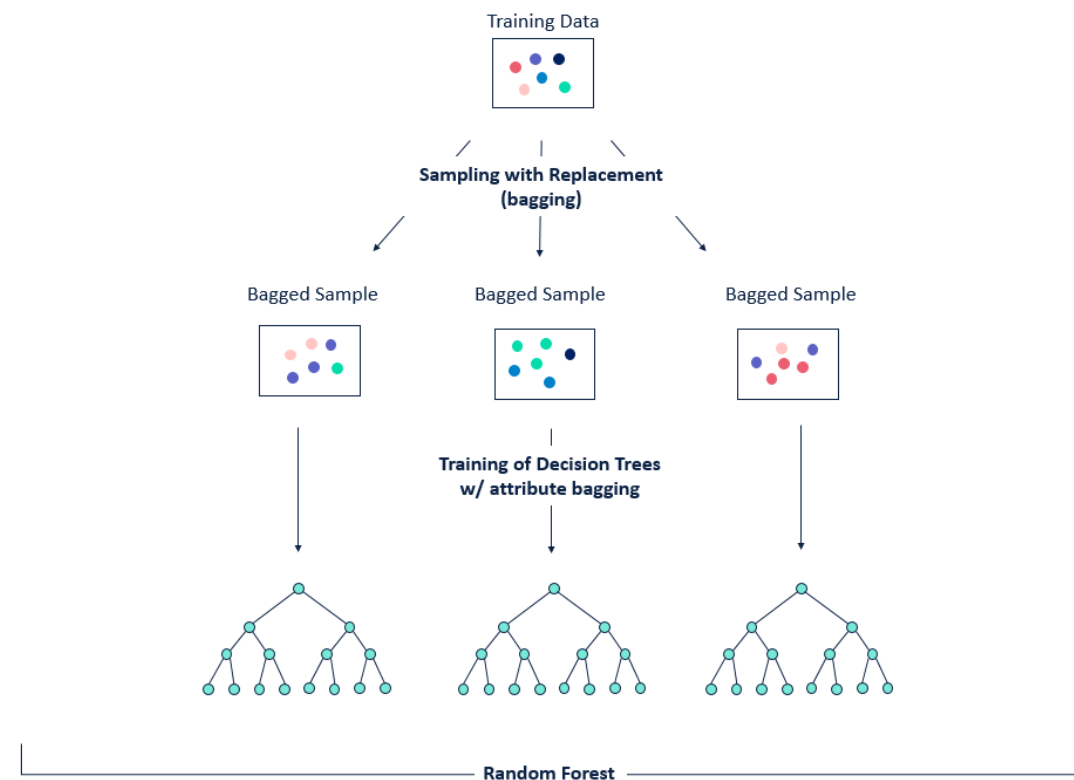 Training Data
Sampling with Replacement
(bagging)
Bagged Sample
Bagged Sample
Bagged Sample
Training of Decision Trees
w/ attribute bagging
Random Forest